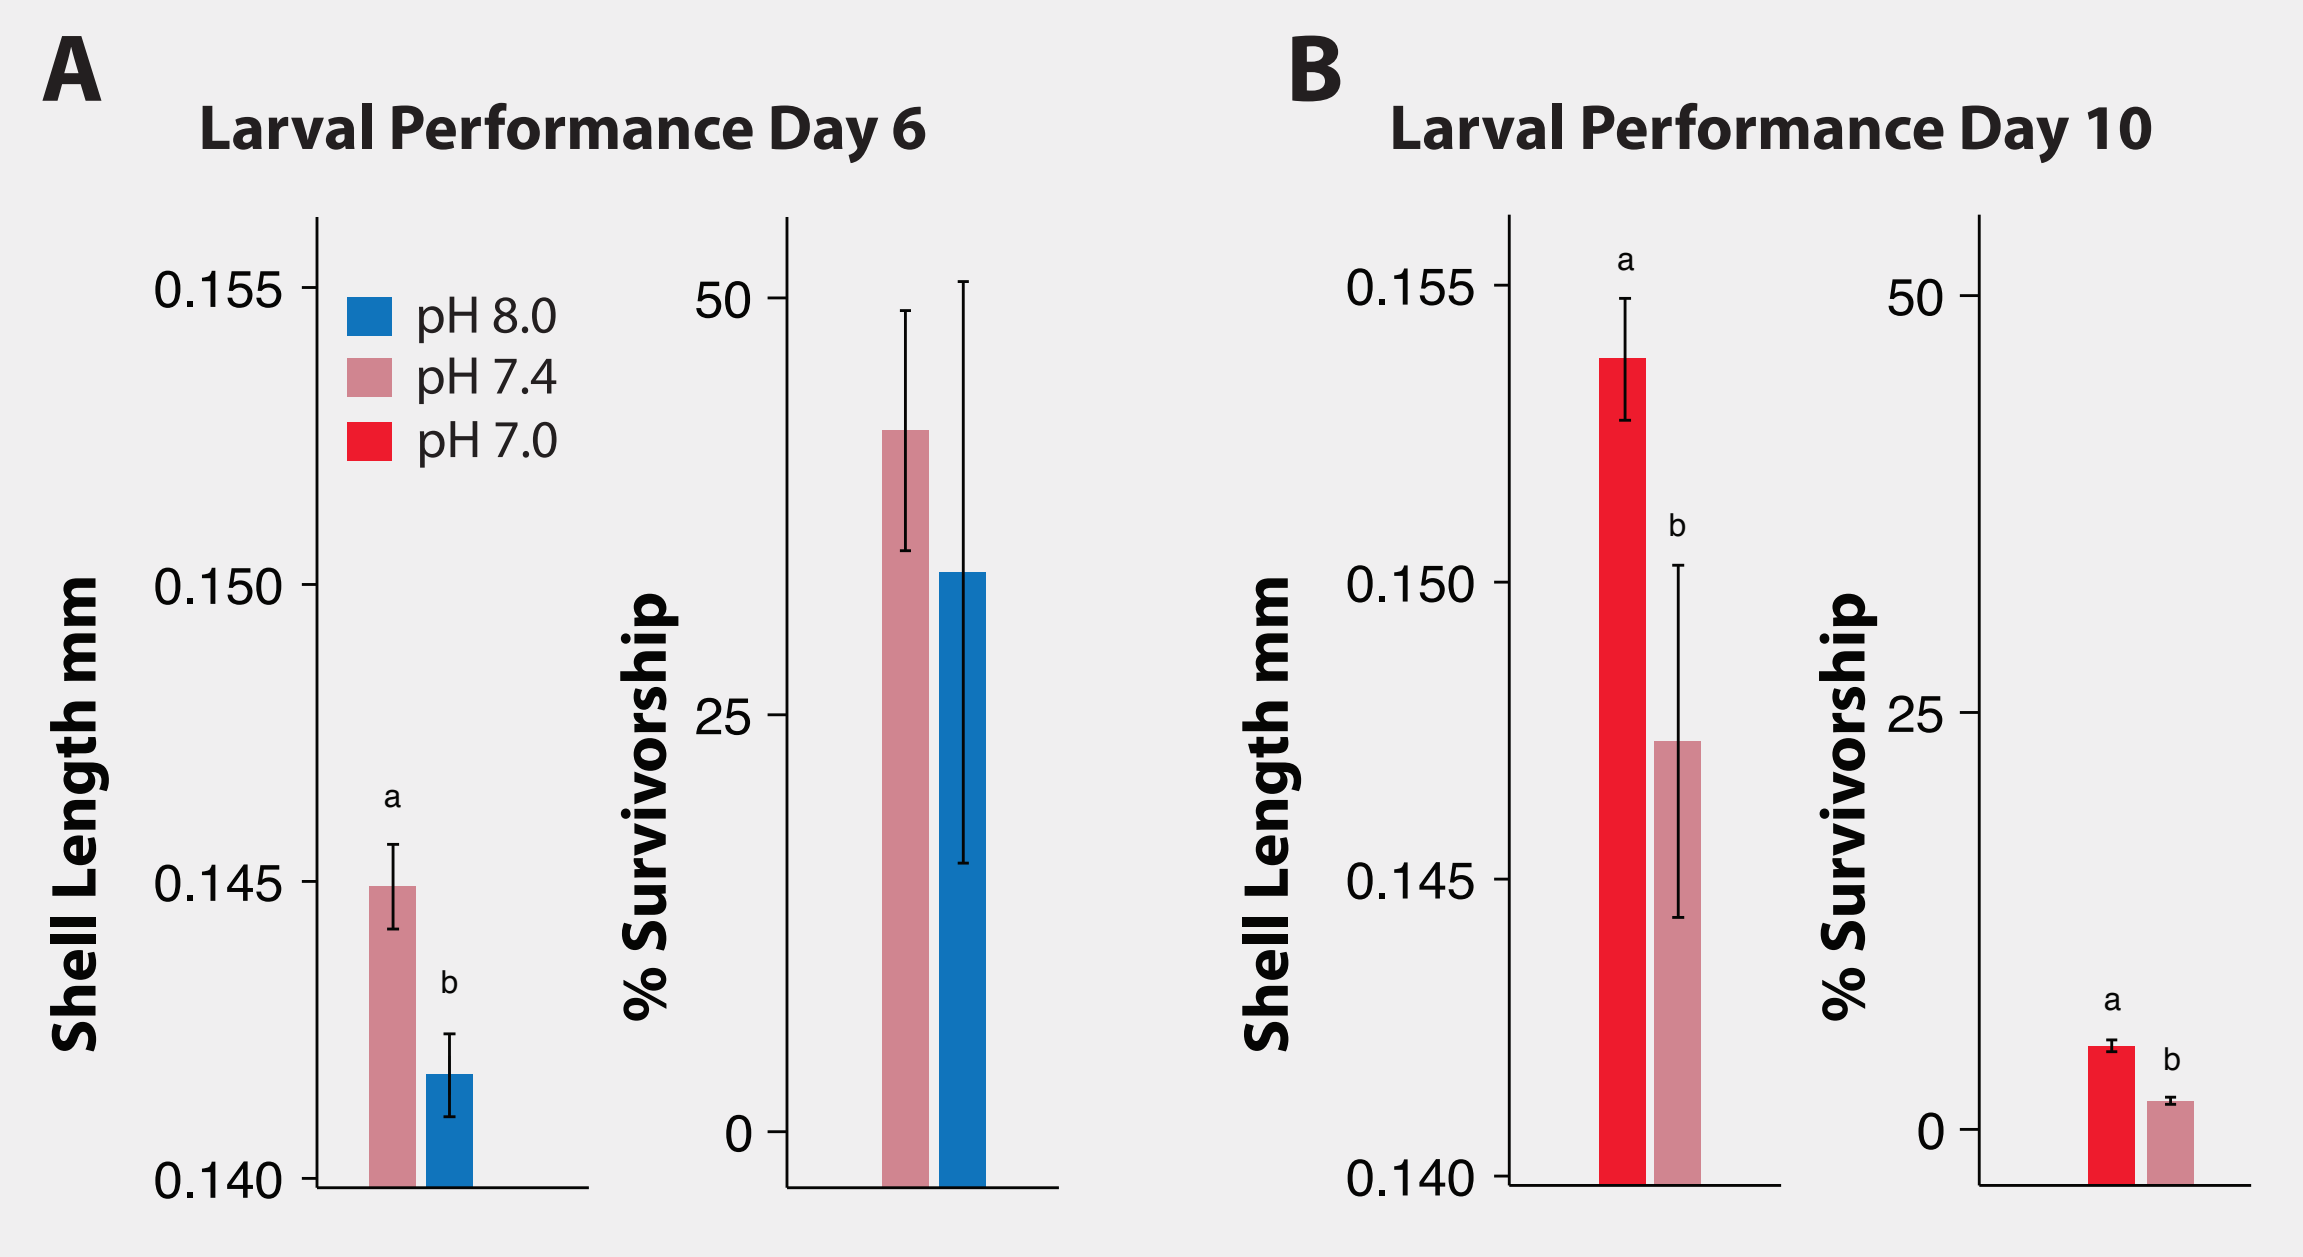 A
Larval Performance Day 6
Shell Length mm
0.155
0.150
0.145
0.140
pH 8.0
pH 7.4
pH 7.0
a
b
% Survivorship
50
25
0
B
Larval Performance Day 10
Shell Length mm
0.155
0.150
0.145
0.140
a
b
% Survivorship
50
25
0
a
b